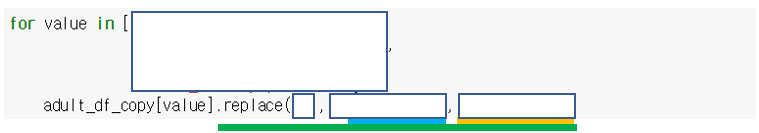 for value in [
,
adult_df_copy[value].replace( , ,